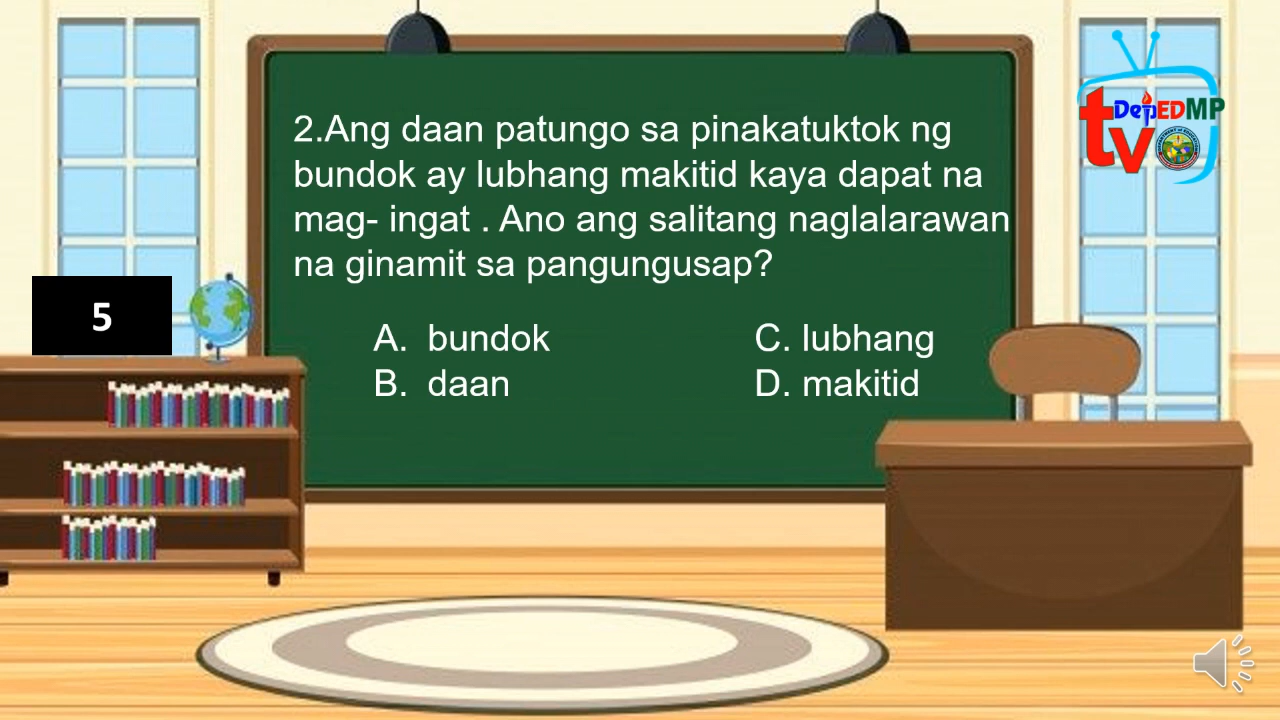 2.Ang daan patungo sa pinakatuktok ng
bundok ay lubhang makitid kaya dapat na
mag- ingat . Ano ang salitang naglalarawan
na ginamit sa pangungusap?
A. bundok
B. daan
C. lubhang
D. makitid
5
tv
DepEDMP